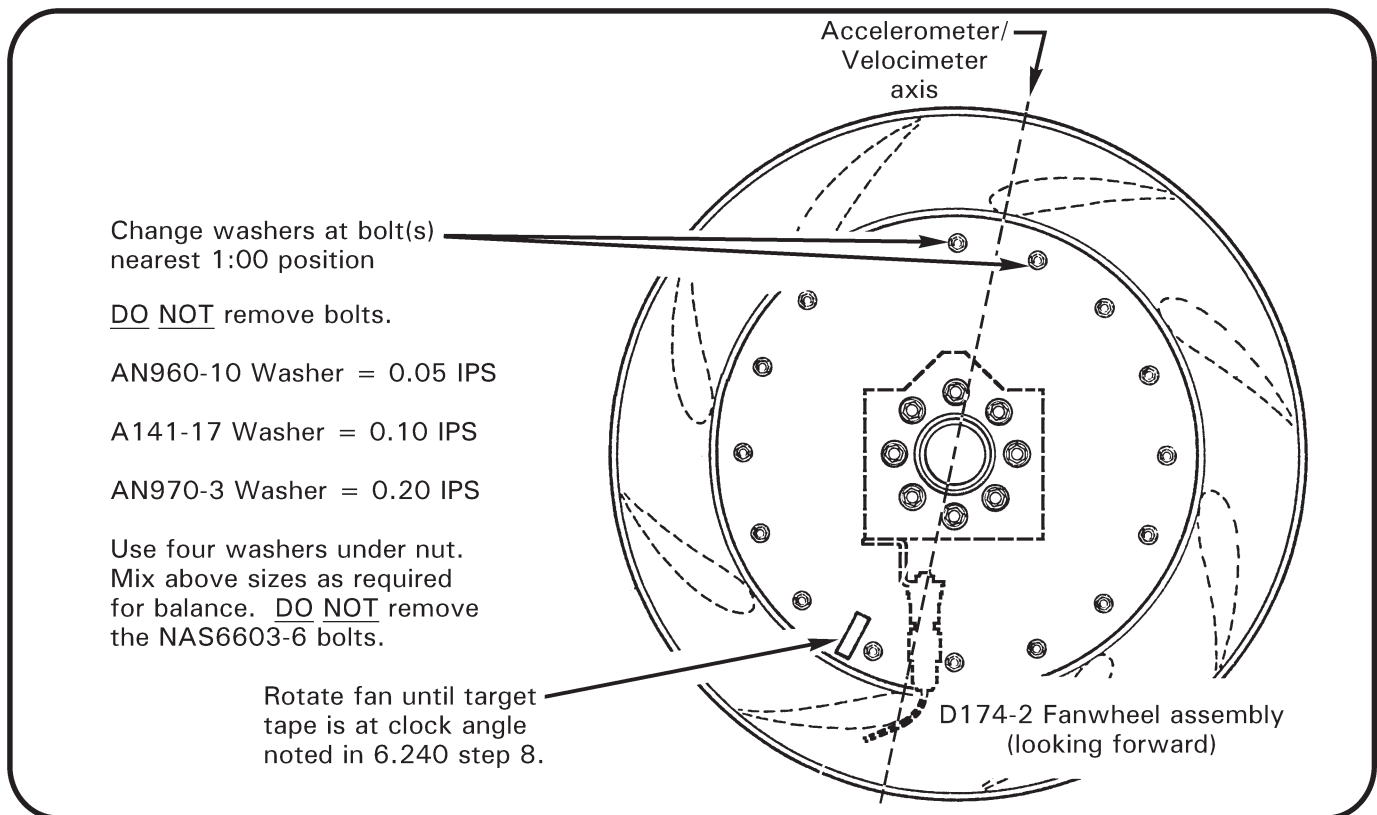 Accelerometer/
Velocimeter
axis
Change washers at bolt(s)
nearest 1:00 position
DO NOT remove bolts.
AN960-10 Washer = 0.05 IPS
A141-17 Washer = 0.10 IPS
AN970-3 Washer = 0.20 IPS
Use four washers under nut.
Mix above sizes as required
for balance. DO NOT remove
the NAS6603-6 bolts.
Rotate fan until target
tape is at clock angle
noted in 6.240 step 8.
D174-2 Fanwheel assembly
(looking forward)